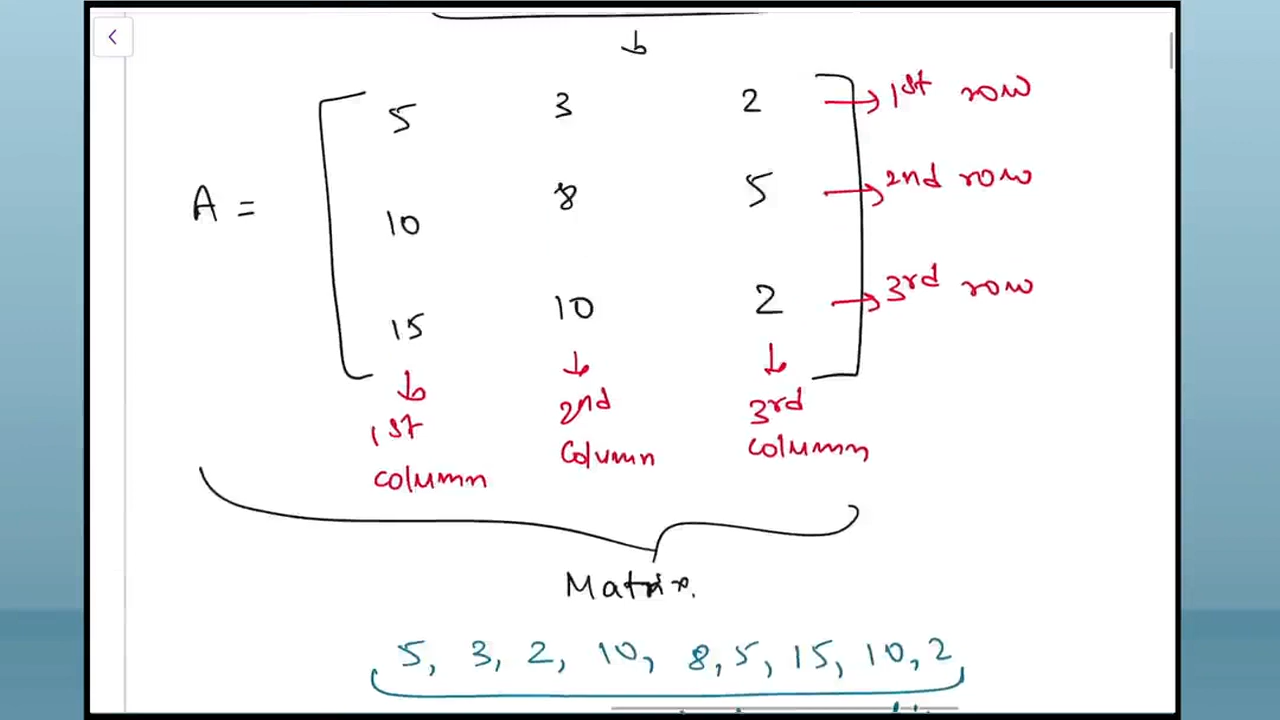 5 3 2 → 1st row
A = 10 8 5 → 2nd row
15 10 2 → 3rd row
1st column 2nd column 3rd column
Matrix.
5, 3, 2, 10, 8, 5, 15, 10, 2